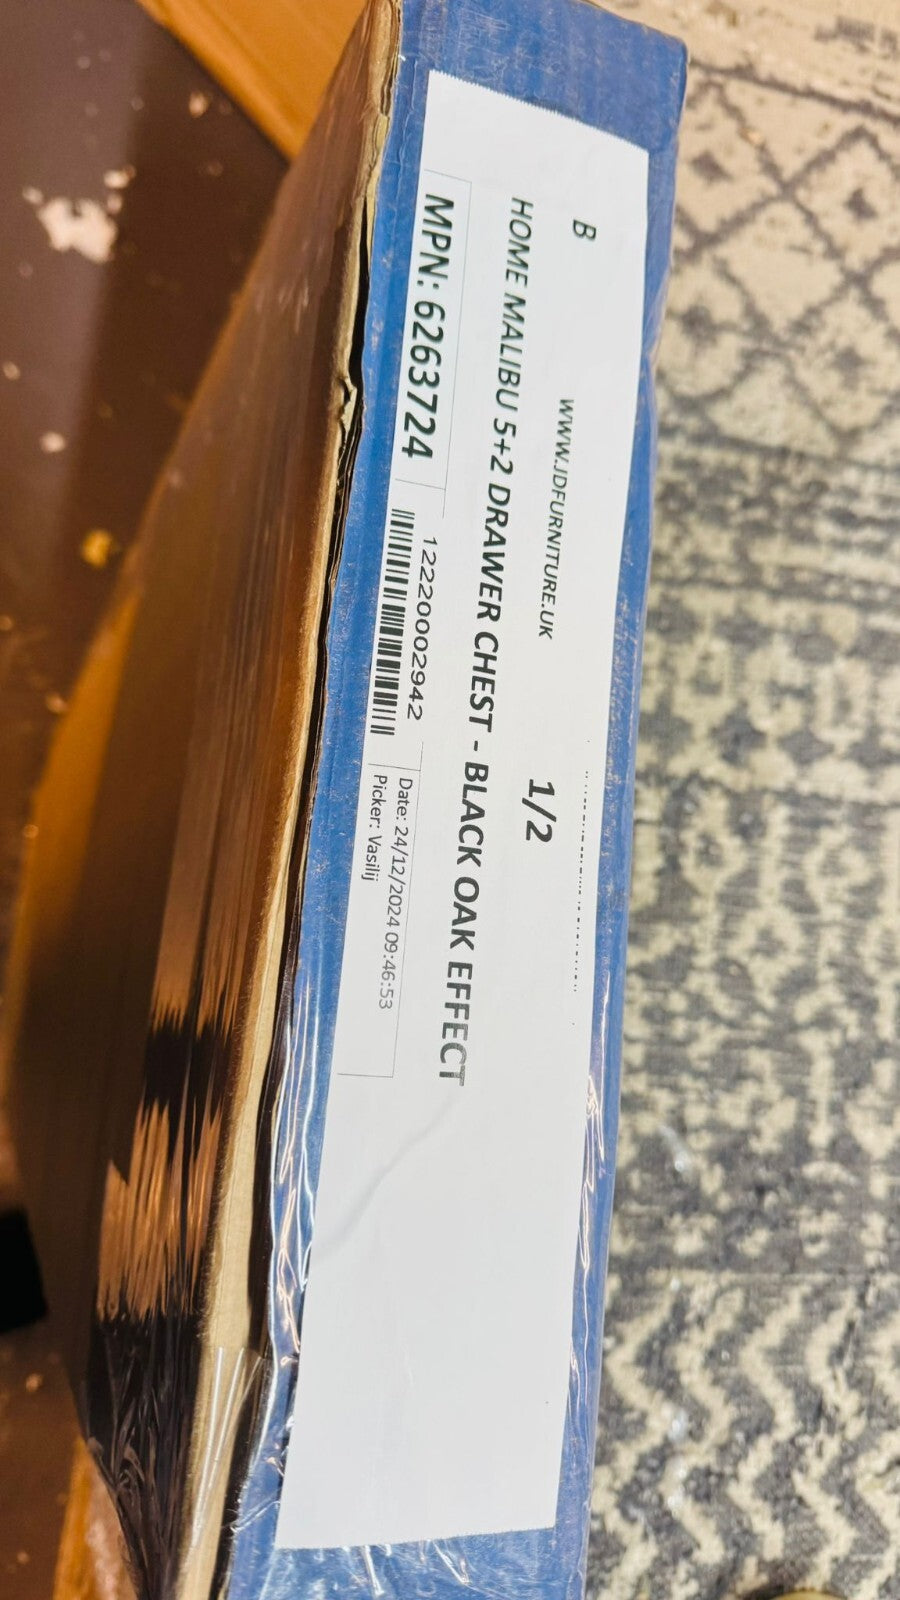 B
WWW.JDFURNITURE.UK
1/2
HOME MALIBU 5+2 DRAWER CHEST - BLACK OAK EFFECT
MPN: 6263724
1220002942
Date: 24/12/2024 09:46:53
Picker: Vasilij